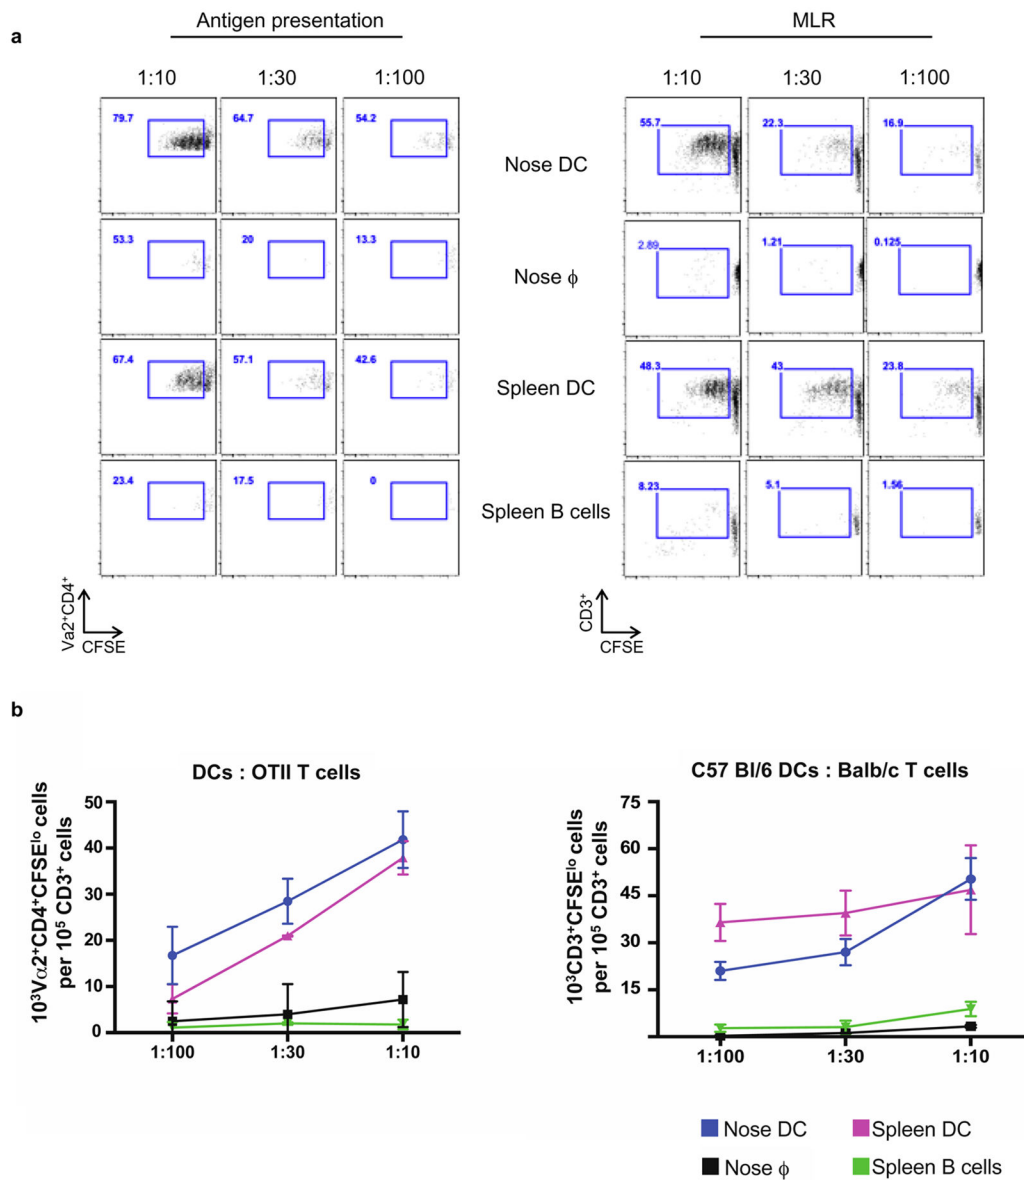 a
Antigen presentation
MLR
1:10 1:30 1:100
1:10 1:30 1:100
79.7 64.7 54.2
Nose DC
55.7 22.3 16.9
53.3 20 13.3
Nose ϕ
2.89 1.21 0.125
67.4 57.1 42.6
Spleen DC
48.3 43 23.8
23.4 17.5 0
Spleen B cells
8.23 5.1 1.56
Va2⁺CD4⁺
CFSE
CD3⁺
CFSE
b
DCs : OTII T cells
10³Vα2⁺CD4⁺CFSEˡᵒ cells
per 10⁵ CD3⁺ cells
50
40
30
20
10
0
1:100 1:30 1:10
C57 Bl/6 DCs : Balb/c T cells
10³CD3⁺CFSEˡᵒ cells
per 10⁵ CD3⁺ cells
75
60
45
30
15
1:100 1:30 1:10
Nose DC
Spleen DC
Nose ϕ
Spleen B cells